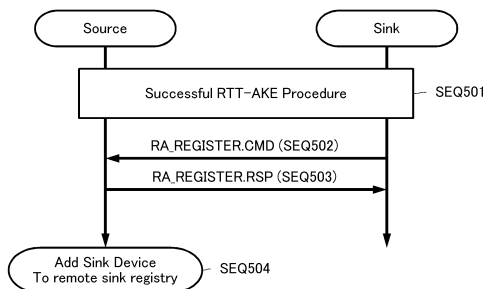 Source
Sink
Successful RTT-AKE Procedure
SEQ501
RA_REGISTER.CMD (SEQ502)
RA_REGISTER.RSP (SEQ503)
Add Sink Device
To remote sink registry
SEQ504